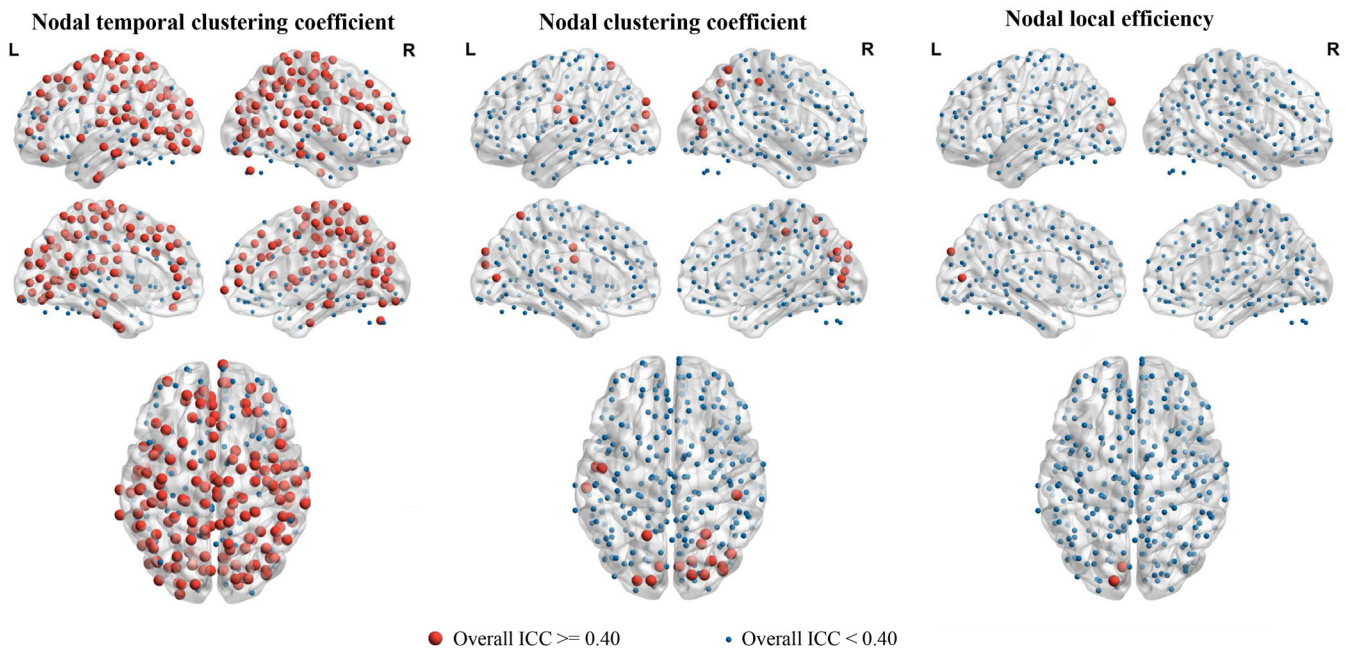 Nodal temporal clustering coefficient
Nodal clustering coefficient
Nodal local efficiency
L
R
L
R
L
R
Overall ICC >= 0.40
Overall ICC < 0.40